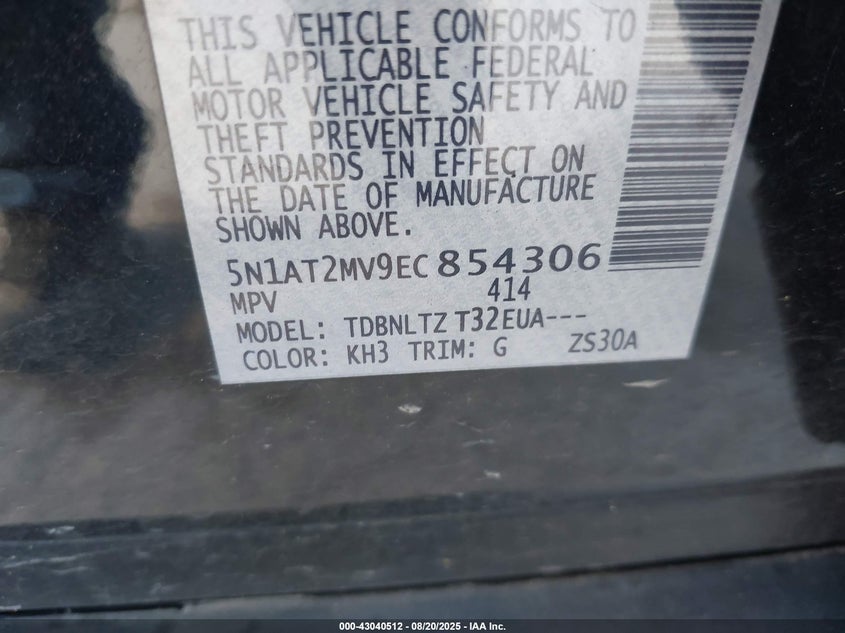 THIS VEHICLE CONFORMS TO
ALL APPLICABLE FEDERAL
MOTOR VEHICLE SAFETY AND
THEFT PREVENTION
STANDARDS IN EFFECT ON
THE DATE OF MANUFACTURE
SHOWN ABOVE.
5N1AT2MV9EC854306
MPV 414
MODEL: TDBNLTZ T32EUA---
COLOR: KH3 TRIM: G ZS30A
000-43040512 - 08/20/2025 - IAA Inc.